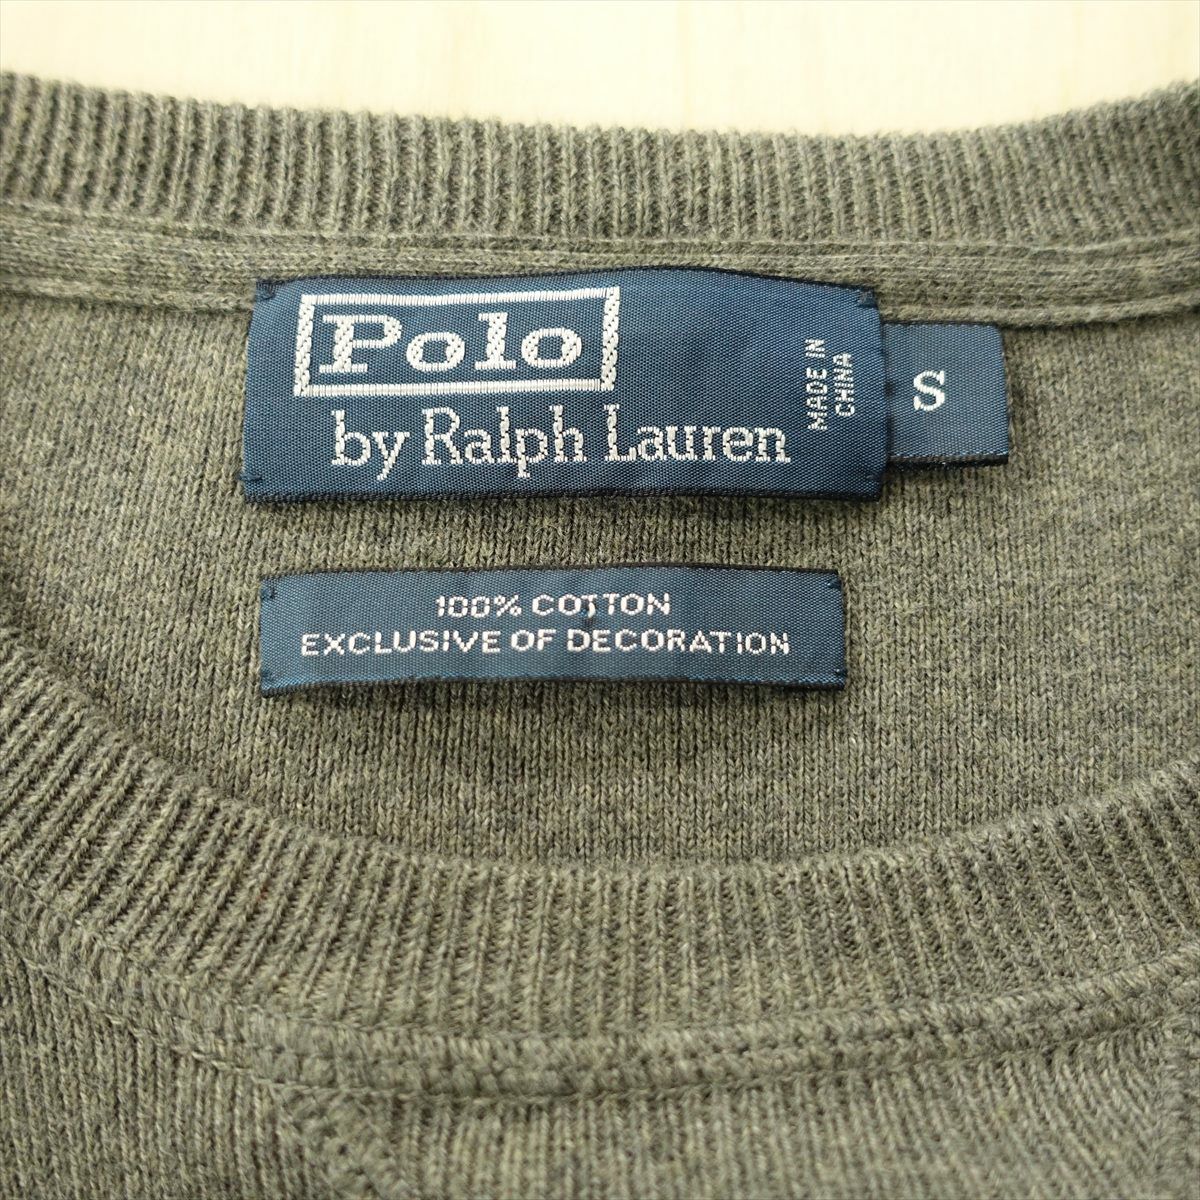 Polo
by Ralph Lauren
MADE IN
CHINA
S
100% COTTON
EXCLUSIVE OF DECORATION